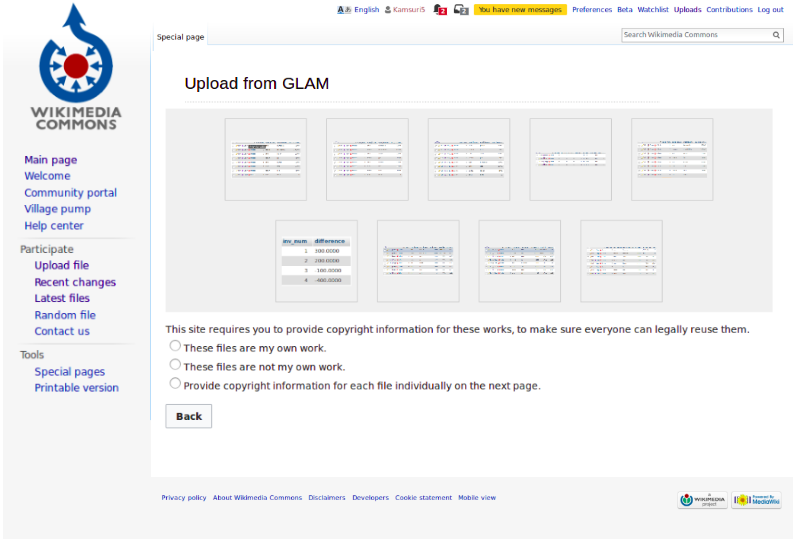 English Kamsuri5 2 2 You have new messages Preferences Beta Watchlist Uploads Contributions Log out
Special page
Search Wikimedia Commons
WIKIMEDIA
COMMONS
Upload from GLAM
Main page
Welcome
Community portal
Village pump
Help center
Participate
Upload file
Recent changes
Latest files
Random file
Contact us
Tools
Special pages
Printable version
inv_num difference
1 300.0000
2 200.0000
3 -100.0000
4 -400.0000
This site requires you to provide copyright information for these works, to make sure everyone can legally reuse them.
These files are my own work.
These files are not my own work.
Provide copyright information for each file individually on the next page.
Back
Privacy policy About Wikimedia Commons Disclaimers Developers Cookie statement Mobile view
A
WIKIMEDIA
project
Powered By
MediaWiki